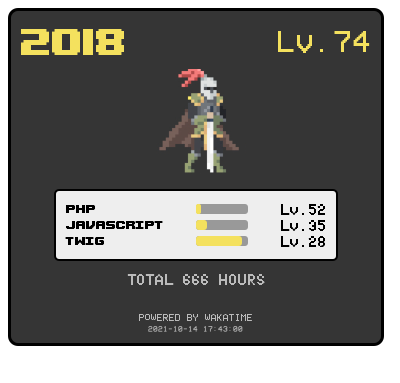 2018 Lv.74
PHP Lv.52
JAVASCRIPT Lv.35
TWIG Lv.28
TOTAL 666 HOURS
POWERED BY WAKATIME
2021-10-14 17:43:00